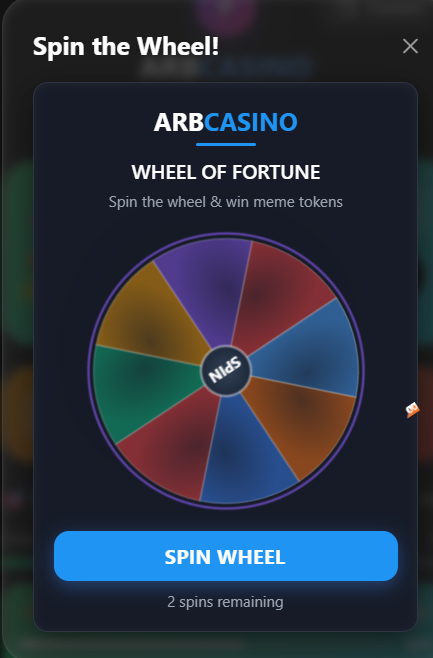 Spin the Wheel!
ARBCASINO
WHEEL OF FORTUNE
Spin the wheel & win meme tokens
SPIN
SPIN WHEEL
2 spins remaining